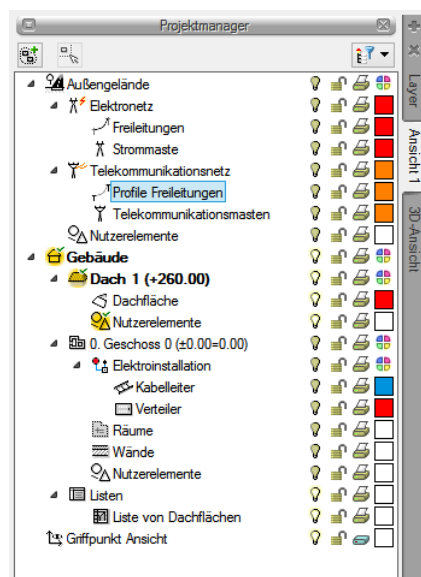 Projektmanager
Außengelände
Elektronetz
Freileitungen
Strommaste
Telekommunikationsnetz
Profile Freileitungen
Telekommunikationsmasten
Nutzerelemente
Gebäude
Dach 1 (+260.00)
Dachfläche
Nutzerelemente
0. Geschoss 0 (±0.00=0.00)
Elektroinstallation
Kabelleiter
Verteiler
Räume
Wände
Nutzerelemente
Listen
Liste von Dachflächen
Griffpunkt Ansicht
Layer
Ansicht 1
3D-Ansicht